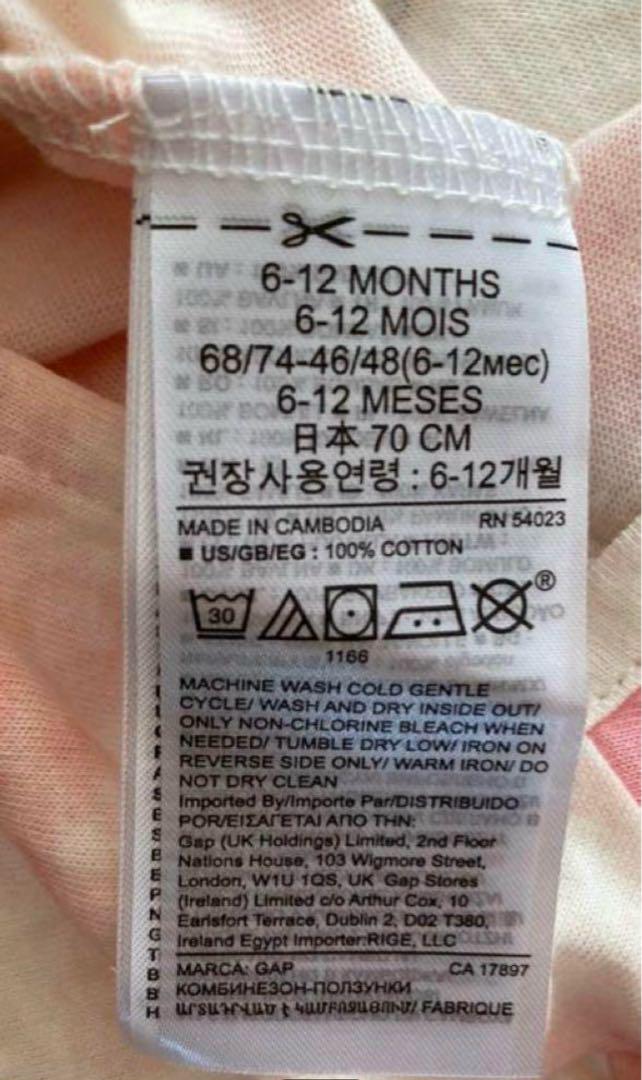 6-12 MONTHS
6-12 MOIS
68/74-46/48(6-12мес)
6-12 MESES
日本 70 CM
권장사용연령 : 6-12개월
MADE IN CAMBODIA RN 54023
■ US/GB/EG : 100% COTTON
30 ®
1166
MACHINE WASH COLD GENTLE
CYCLE/ WASH AND DRY INSIDE OUT/
ONLY NON-CHLORINE BLEACH WHEN
NEEDED/ TUMBLE DRY LOW/ IRON ON
REVERSE SIDE ONLY/ WARM IRON/ DO
NOT DRY CLEAN
Imported By/Importe Par/DISTRIBUIDO
POR/ΕΙΣΑΓΕΤΑΙ ΑΠΟ ΤΗΝ:
Gap (UK Holdings) Limited, 2nd Floor
Nations House, 103 Wigmore Street,
London, W1U 1QS, UK Gap Stores
(Ireland) Limited c/o Arthur Cox, 10
Earlsfort Terrace, Dublin 2, D02 T380,
Ireland Egypt Importer:RIGE, LLC
MARCA: GAP CA 17897
КОМБИНЕЗОН-ПОЛЗУНКИ
ԱՐՏԱԴՐՎԱԾ Է ԿԱՄԲՈՋԱՅՈՒՄ/ FABRIQUE